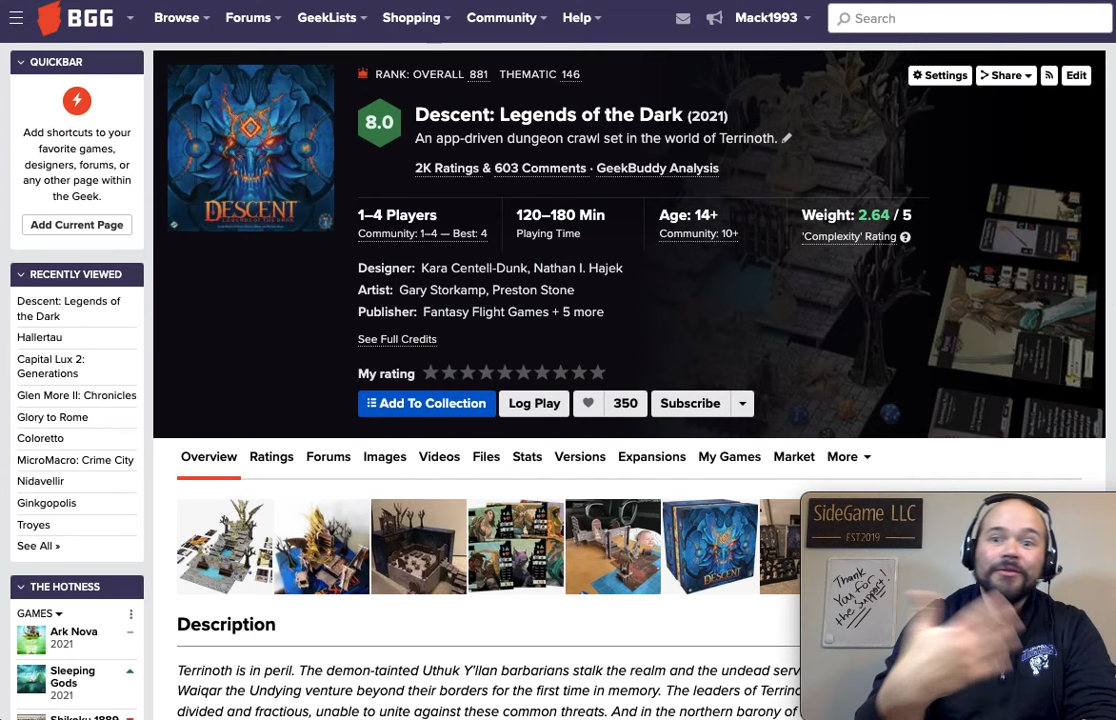 BGG
Browse
Forums
GeekLists
Shopping
Community
Help
Mack1993
Search
QUICKBAR
Add shortcuts to your
favorite games,
designers, forums, or
any other page within
the Geek.
Add Current Page
RECENTLY VIEWED
Descent: Legends of
the Dark
Hallertau
Capital Lux 2:
Generations
Glen More II: Chronicles
Glory to Rome
Coloretto
MicroMacro: Crime City
Nidavellir
Ginkgopolis
Troyes
See All »
THE HOTNESS
GAMES
Ark Nova
2021
Sleeping
Gods
2021
Shikoku 1889
DESCENT
LEGENDS OF THE DARK
RANK: OVERALL 881 THEMATIC 146
Settings
Share
Edit
8.0
Descent: Legends of the Dark (2021)
An app-driven dungeon crawl set in the world of Terrinoth.
2K Ratings & 603 Comments · GeekBuddy Analysis
1–4 Players
Community: 1–4 — Best: 4
120–180 Min
Playing Time
Age: 14+
Community: 10+
Weight: 2.64 / 5
'Complexity' Rating
Designer: Kara Centell-Dunk, Nathan I. Hajek
Artist: Gary Storkamp, Preston Stone
Publisher: Fantasy Flight Games + 5 more
See Full Credits
My rating
Add To Collection
Log Play
350
Subscribe
Overview
Ratings
Forums
Images
Videos
Files
Stats
Versions
Expansions
My Games
Market
More
DESCENT
Description
Terrinoth is in peril. The demon-tainted Uthuk Y'llan barbarians stalk the realm and the undead serv
Waiqar the Undying venture beyond their borders for the first time in memory. The leaders of Terrino
divided and fractious, unable to unite against these common threats. And in the northern barony of
SideGame LLC
EST.2019
Thank
You for
the support!